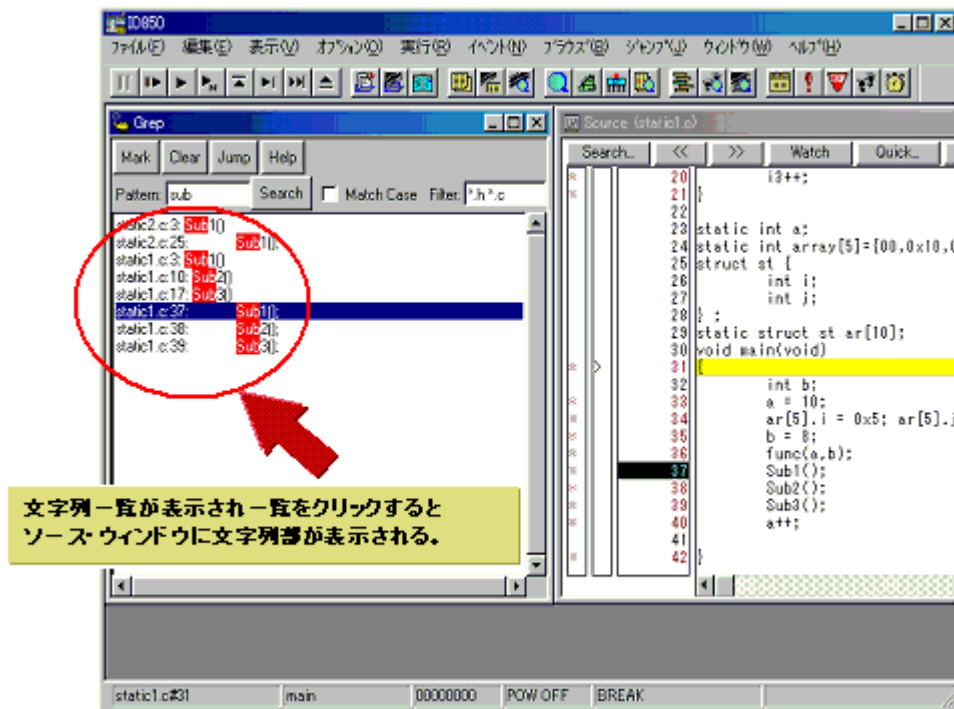 ID850
ファイル(F) 編集(E) 表示(V) オプション(O) 実行(R) イベント(N) ブラウズ(B) ジャンプ(J) ウィンドウ(W) ヘルプ(H)
Grep
Mark Clear Jump Help
Pattern: sub Search Match Case Filter: *.h *.c
static2.c:3: Sub1()
static2.c:25: Sub1();
static1.c:3: Sub1()
static1.c:10: Sub2()
static1.c:17: Sub3()
static1.c:37: Sub1();
static1.c:38: Sub2();
static1.c:39: Sub3();
文字列一覧が表示され一覧をクリックすると
ソース・ウィンドウに文字列部が表示される。
Source (static1.c)
Search... << >> Watch Quick...
20 i3++;
21 }
22
23 static int a;
24 static int array[5]={00,0x10,0
25 struct st {
26 int i;
27 int j;
28 } ;
29 static struct st ar[10];
30 void main(void)
31 {
32 int b;
33 a = 10;
34 ar[5].i = 0x5; ar[5].j
35 b = 8;
36 func(a,b);
37 Sub1();
38 Sub2();
39 Sub3();
40 a++;
41
42 }
static1.c#31 main 00000000 POW OFF BREAK